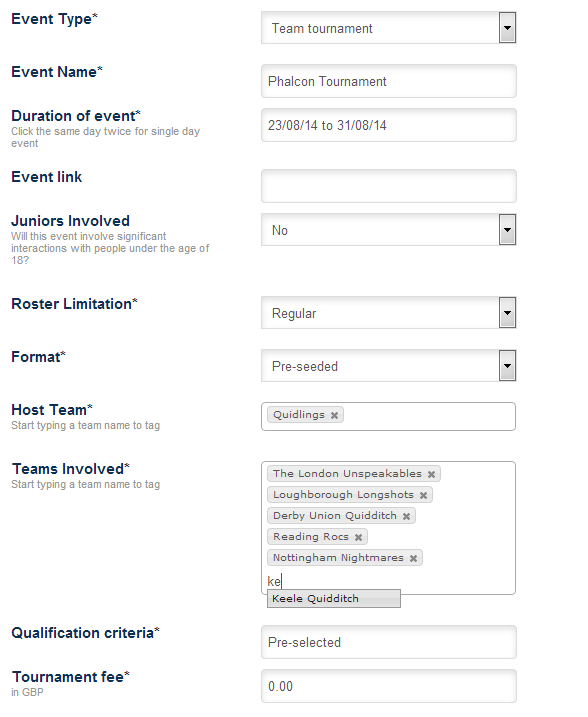 Event Type*
Team tournament
Event Name*
Phalcon Tournament
Duration of event*
Click the same day twice for single day
event
23/08/14 to 31/08/14
Event link
Juniors Involved
Will this event involve significant
interactions with people under the age of
18?
No
Roster Limitation*
Regular
Format*
Pre-seeded
Host Team*
Start typing a team name to tag
Quidlings ×
Teams Involved*
Start typing a team name to tag
The London Unspeakables ×
Loughborough Longshots ×
Derby Union Quidditch ×
Reading Rocs ×
Nottingham Nightmares ×
ke
Keele Quidditch
Qualification criteria*
Pre-selected
Tournament fee*
in GBP
0.00